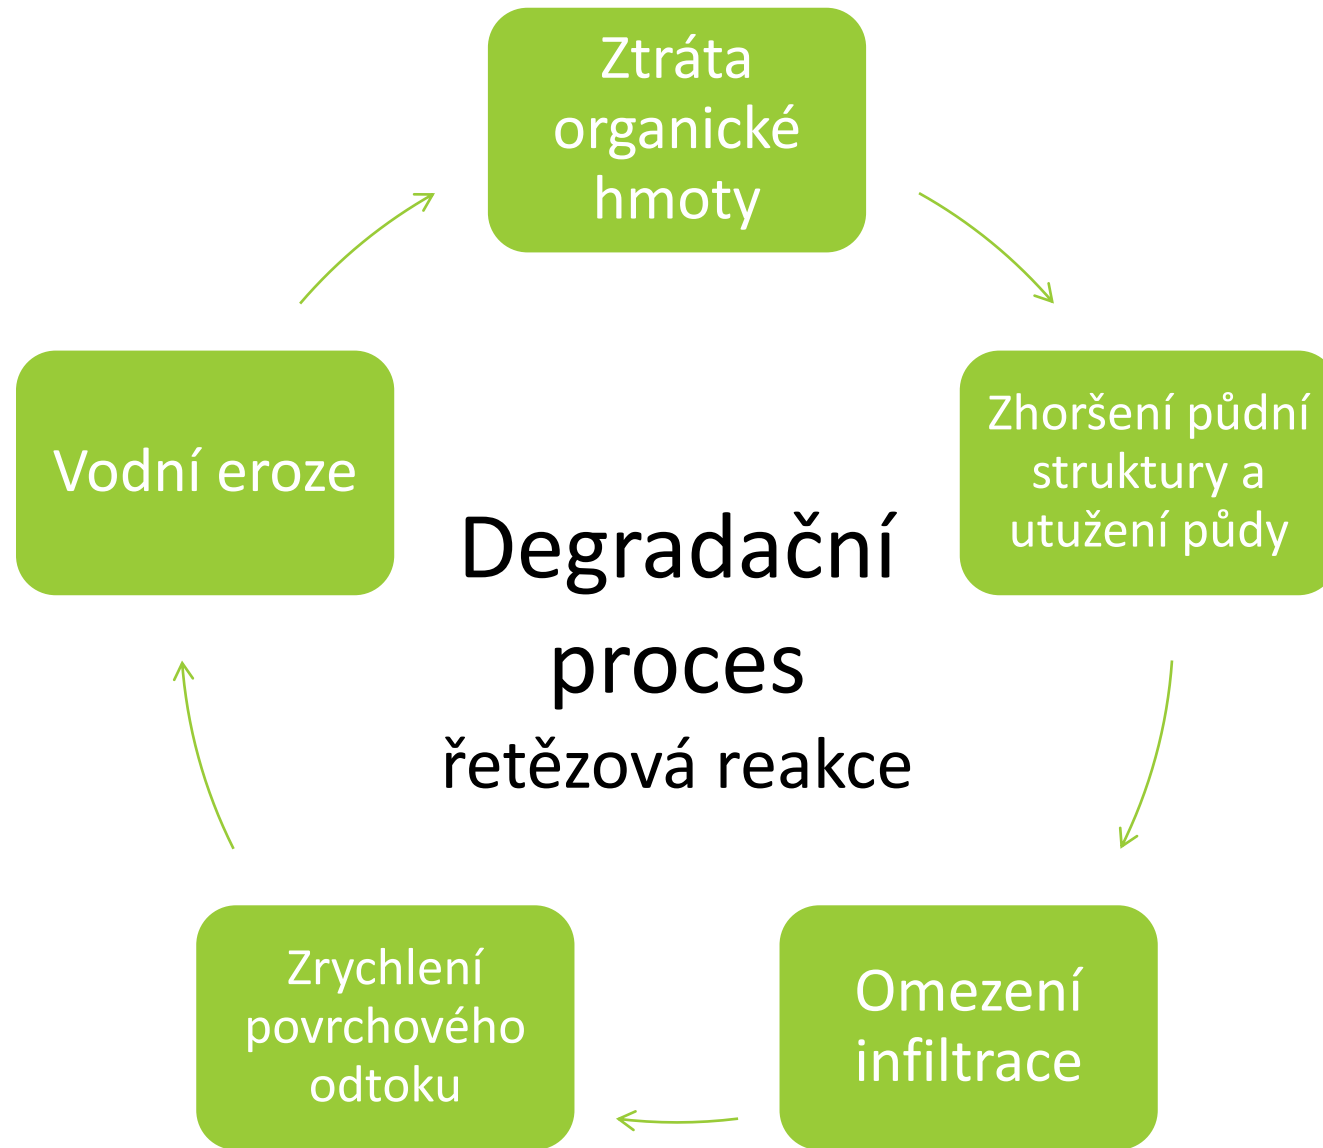 Ztráta
organické
hmoty
Zhoršení půdní
struktury a
utužení půdy
Omezení
infiltrace
Zrychlení
povrchového
odtoku
Vodní eroze
Degradační
proces
řetězová reakce